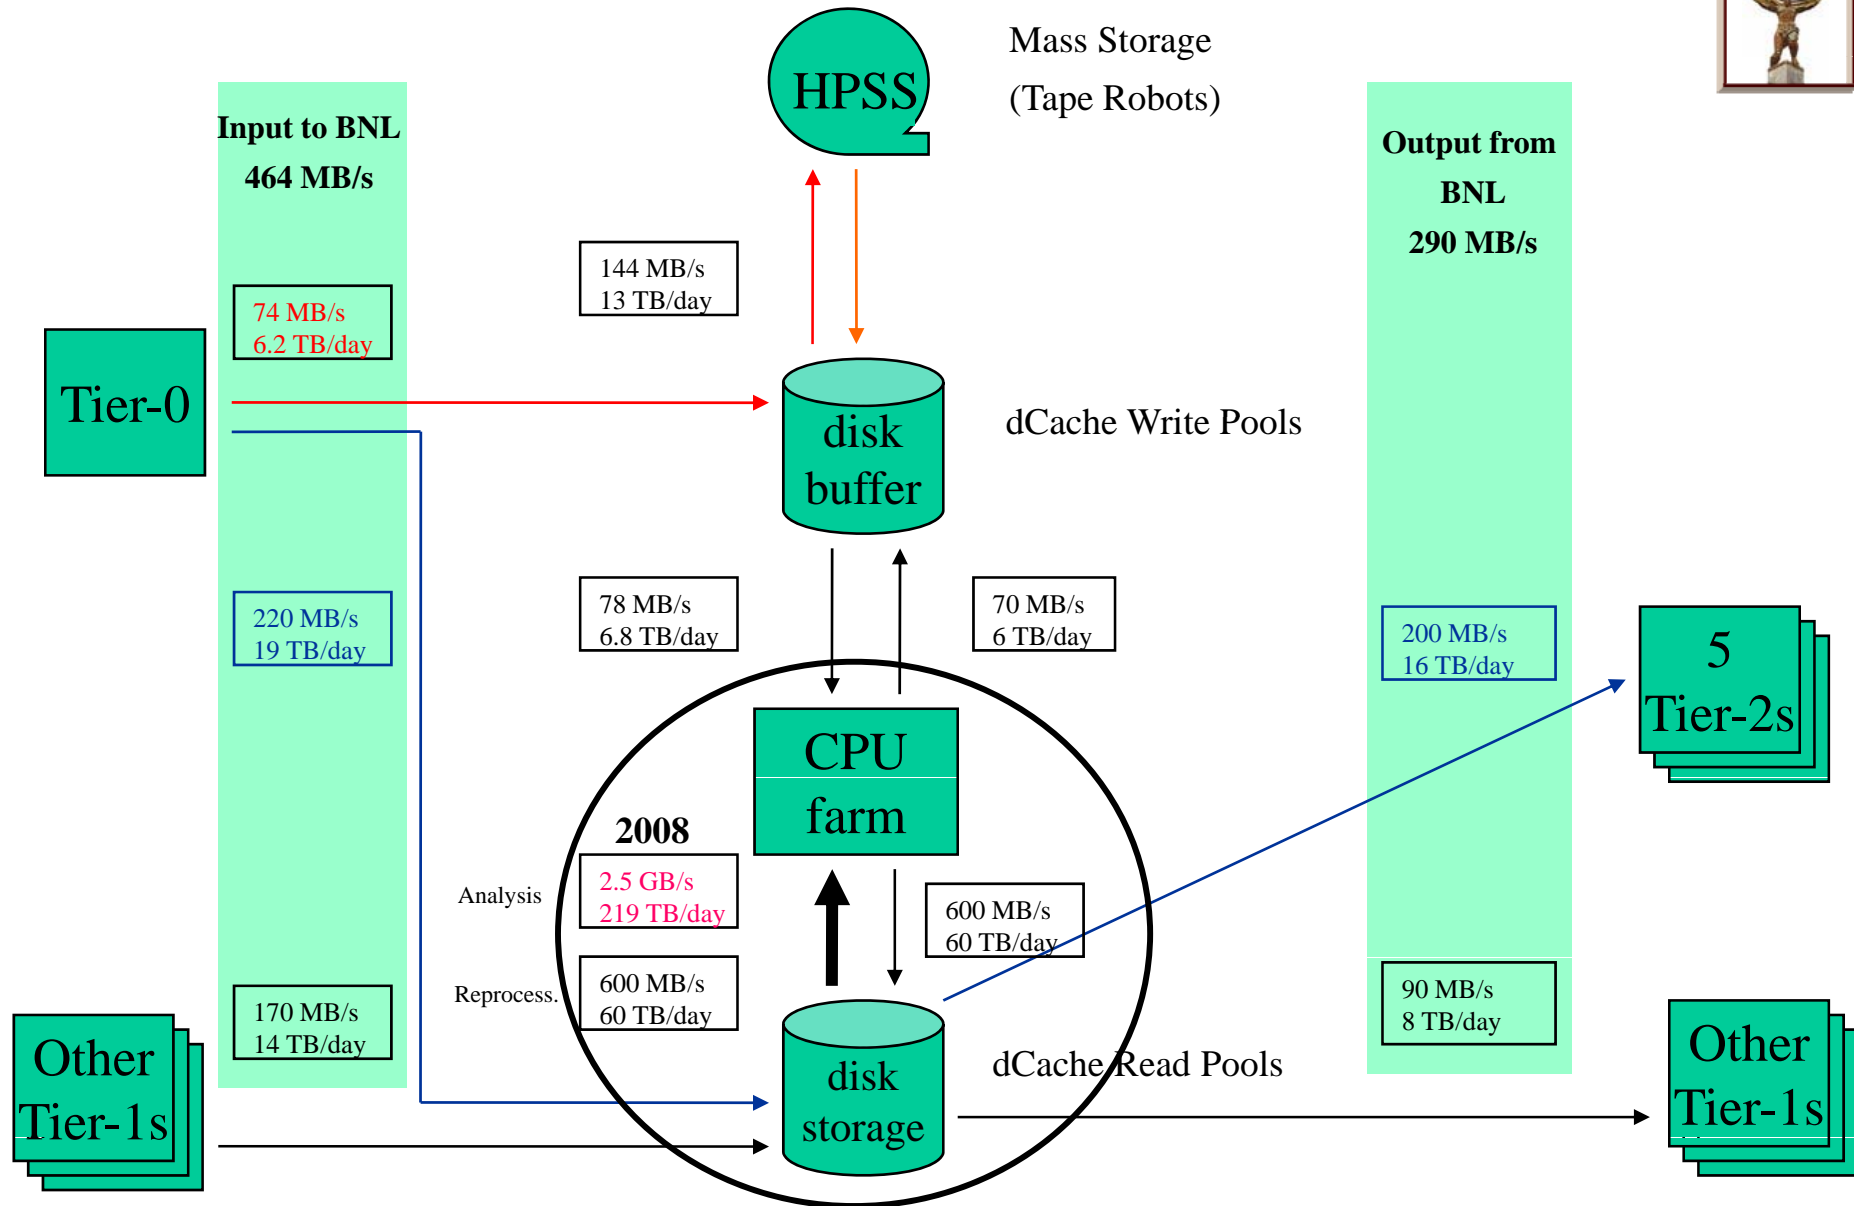 Mass Storage
(Tape Robots)
HPSS
Input to BNL
464 MB/s
Output from
BNL
290 MB/s
144 MB/s
13 TB/day
74 MB/s
6.2 TB/day
Tier-0
disk
buffer
dCache Write Pools
78 MB/s
6.8 TB/day
70 MB/s
6 TB/day
220 MB/s
19 TB/day
200 MB/s
16 TB/day
5
Tier-2s
CPU
farm
2008
Analysis
2.5 GB/s
219 TB/day
600 MB/s
60 TB/day
Reprocess.
600 MB/s
60 TB/day
170 MB/s
14 TB/day
90 MB/s
8 TB/day
Other
Tier-1s
disk
storage
dCache Read Pools
Other
Tier-1s